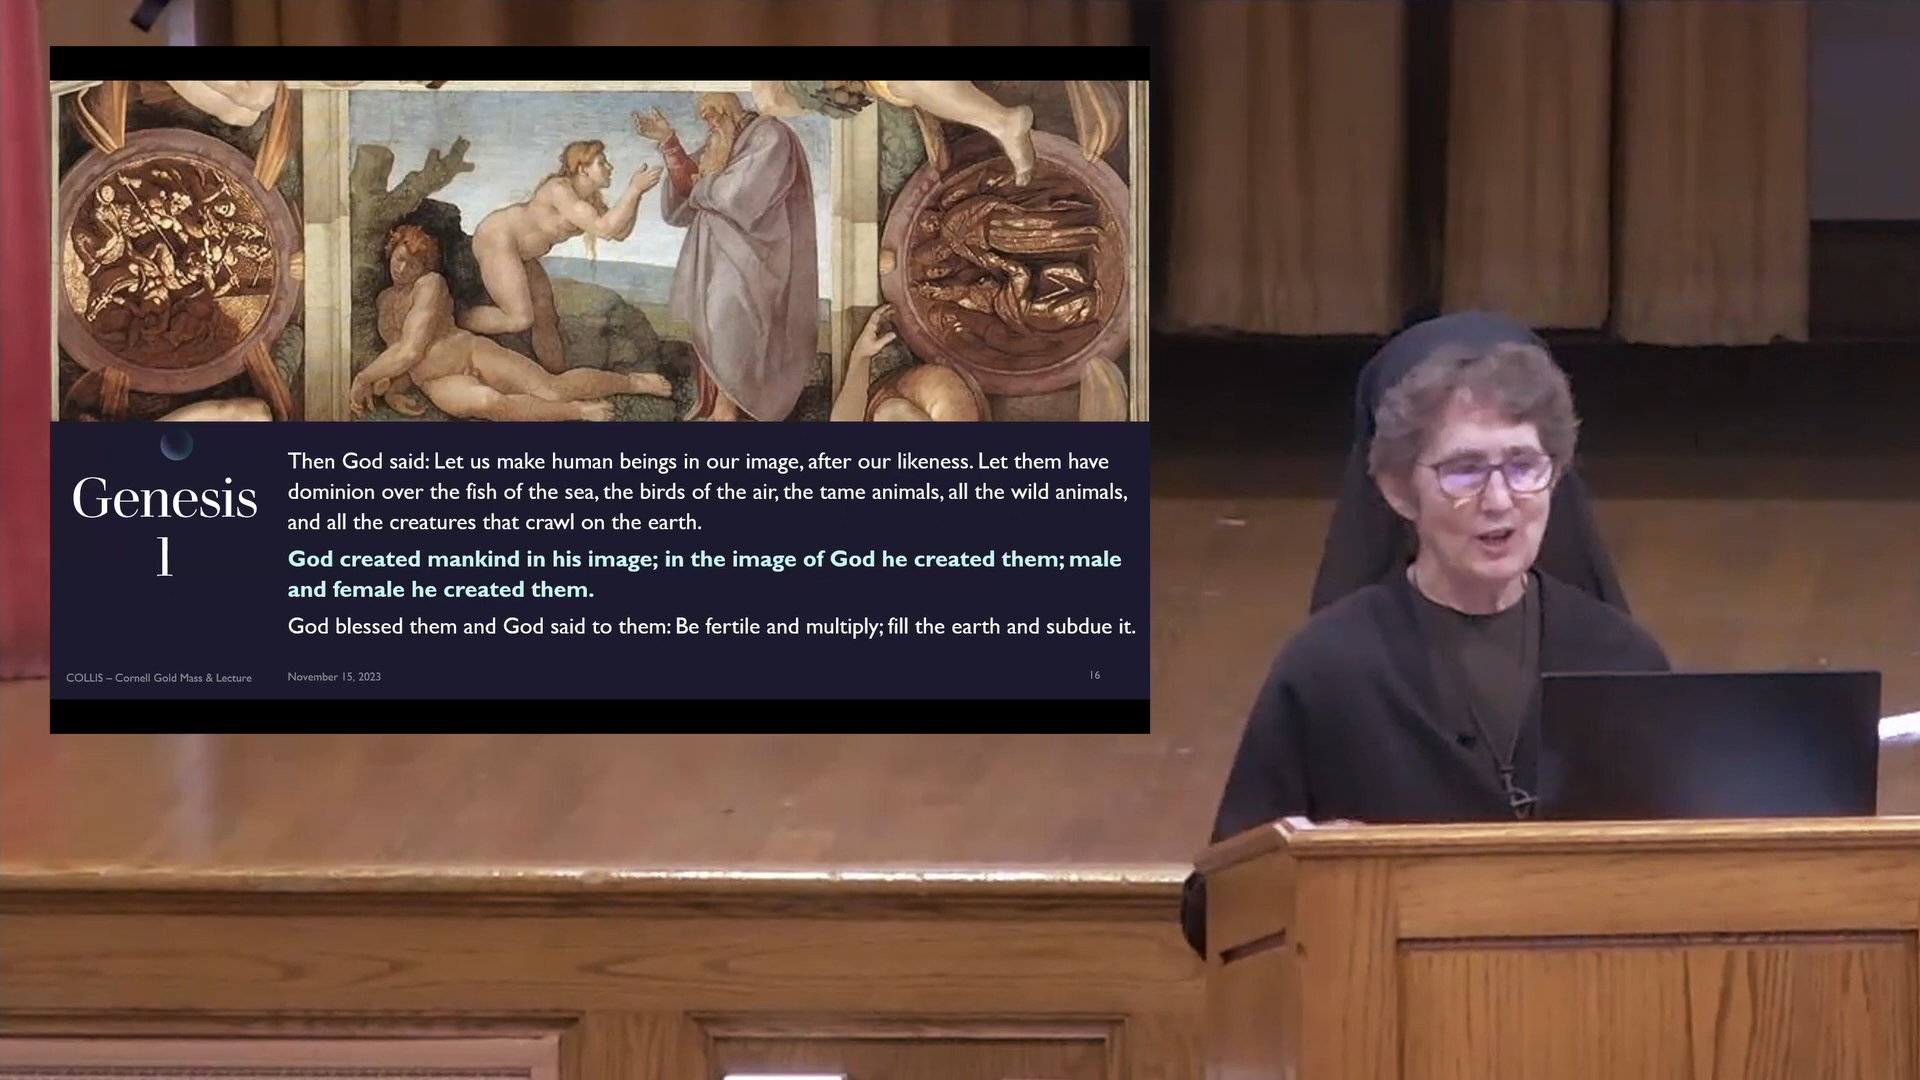 Genesis
1
Then God said: Let us make human beings in our image, after our likeness. Let them have
dominion over the fish of the sea, the birds of the air, the tame animals, all the wild animals,
and all the creatures that crawl on the earth.
God created mankind in his image; in the image of God he created them; male
and female he created them.
God blessed them and God said to them: Be fertile and multiply; fill the earth and subdue it.
COLLIS – Cornell Gold Mass & Lecture
November 15, 2023
16